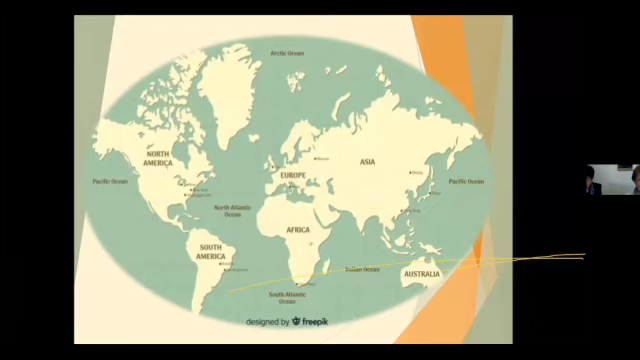 Arctic Ocean
NORTH
AMERICA
ASIA
EUROPE
Pacific Ocean
Pacific Ocean
North Atlantic
Ocean
AFRICA
SOUTH
AMERICA
Indian Ocean
AUSTRALIA
South Atlantic
Ocean
designed by freepik